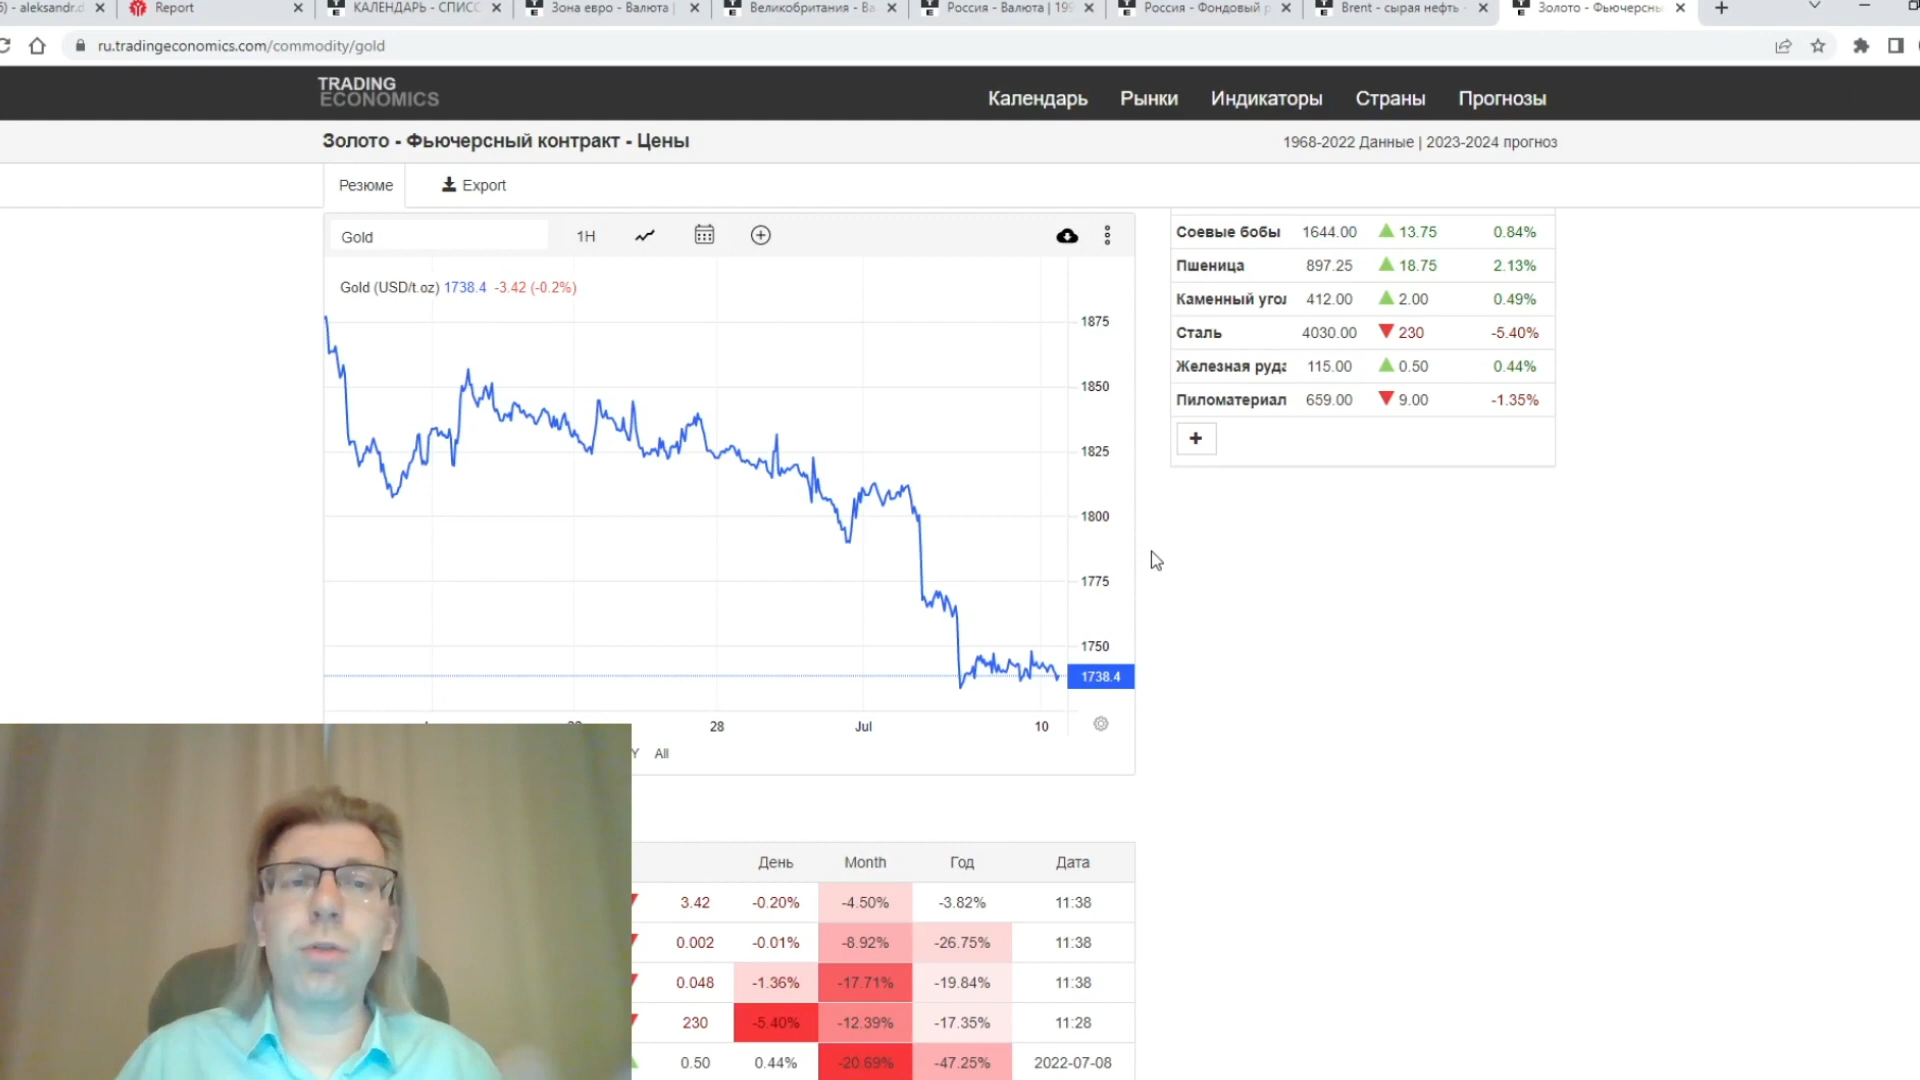 5) - aleksandr.d
Report
КАЛЕНДАРЬ - СПИСО
Зона евро - Валюта |
Великобритания - Ва
Россия - Валюта | 199
Россия - Фондовый р
Brent - сырая нефть -
Золото - Фьючерсны
ru.tradingeconomics.com/commodity/gold
TRADING
ECONOMICS
Календарь
Рынки
Индикаторы
Страны
Прогнозы
Золото - Фьючерсный контракт - Цены
1968-2022 Данные | 2023-2024 прогноз
Резюме
Export
Gold
1H
Gold (USD/t.oz) 1738.4 -3.42 (-0.2%)
1875
1850
1825
1800
1775
1750
1738.4
28
Jul
10
Y
All
Соевые бобы 1644.00 13.75 0.84%
Пшеница 897.25 18.75 2.13%
Каменный угол 412.00 2.00 0.49%
Сталь 4030.00 230 -5.40%
Железная руда 115.00 0.50 0.44%
Пиломатериал 659.00 9.00 -1.35%
+
День Month Год Дата
3.42 -0.20% -4.50% -3.82% 11:38
0.002 -0.01% -8.92% -26.75% 11:38
0.048 -1.36% -17.71% -19.84% 11:38
230 -5.40% -12.39% -17.35% 11:28
0.50 0.44% -20.69% -47.25% 2022-07-08